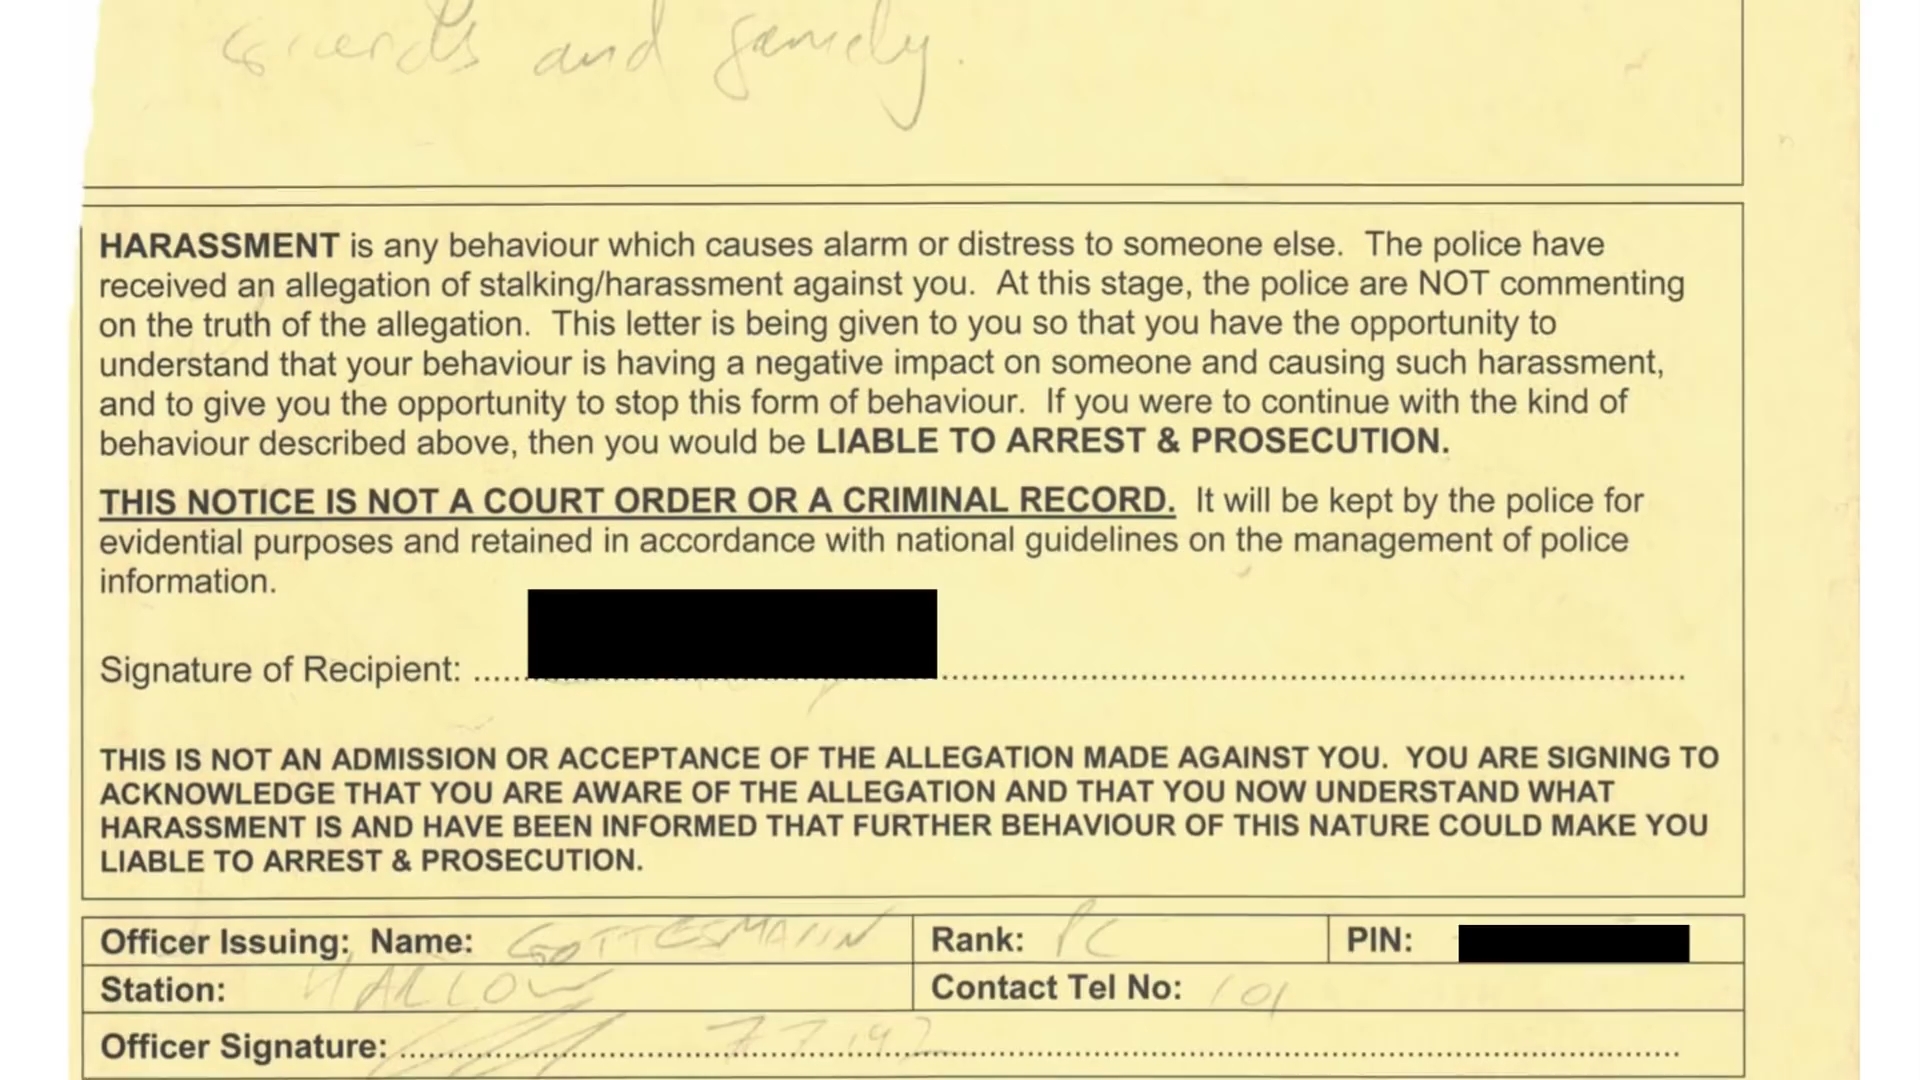 friends and family.
HARASSMENT is any behaviour which causes alarm or distress to someone else. The police have
received an allegation of stalking/harassment against you. At this stage, the police are NOT commenting
on the truth of the allegation. This letter is being given to you so that you have the opportunity to
understand that your behaviour is having a negative impact on someone and causing such harassment,
and to give you the opportunity to stop this form of behaviour. If you were to continue with the kind of
behaviour described above, then you would be LIABLE TO ARREST & PROSECUTION.
THIS NOTICE IS NOT A COURT ORDER OR A CRIMINAL RECORD. It will be kept by the police for
evidential purposes and retained in accordance with national guidelines on the management of police
information.
Signature of Recipient:
THIS IS NOT AN ADMISSION OR ACCEPTANCE OF THE ALLEGATION MADE AGAINST YOU. YOU ARE SIGNING TO
ACKNOWLEDGE THAT YOU ARE AWARE OF THE ALLEGATION AND THAT YOU NOW UNDERSTAND WHAT
HARASSMENT IS AND HAVE BEEN INFORMED THAT FURTHER BEHAVIOUR OF THIS NATURE COULD MAKE YOU
LIABLE TO ARREST & PROSECUTION.
Officer Issuing: Name: GOTTESMANN Rank: PC PIN:
Station: HARLOW Contact Tel No: 101
Officer Signature: